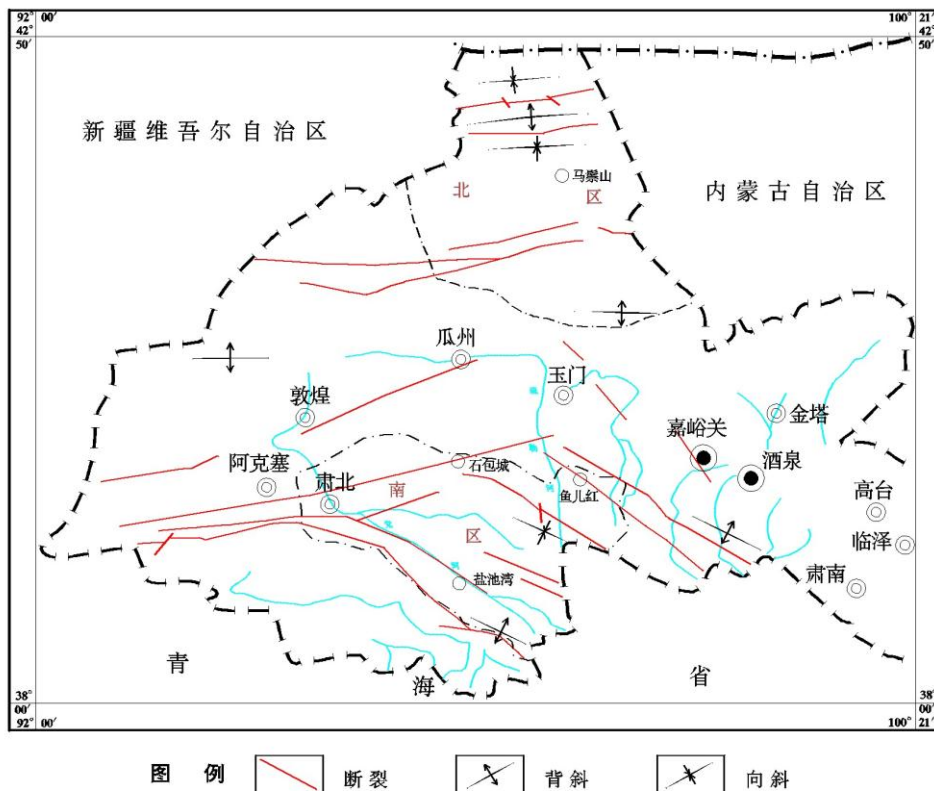 92° 00′ 100° 21′
42° 50′ 42° 50′
新疆维吾尔自治区
马鬃山
北 区
内蒙古自治区
瓜州
玉门
敦煌
金塔
嘉峪关
阿克塞
石包城
酒泉
肃北
南
鱼儿红
高台
区
临泽
盐池湾
肃南
青 海 省
38° 00′ 38° 00′
92° 00′ 100° 21′
图 例 断裂 背斜 向斜